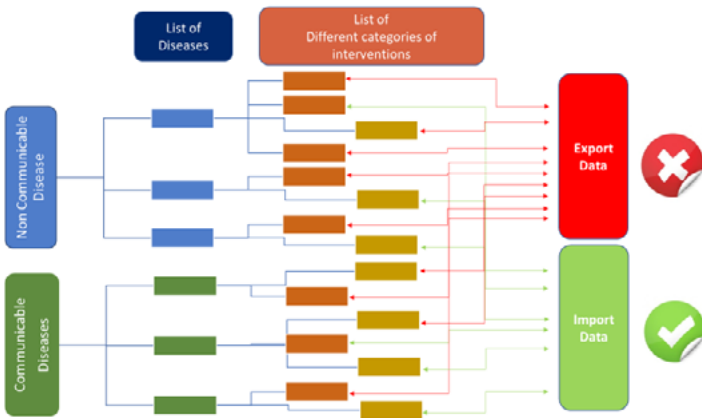 List of
Diseases
List of
Different categories of
interventions
Non Communicable
Disease
Communicable
Diseases
Export
Data
Import
Data